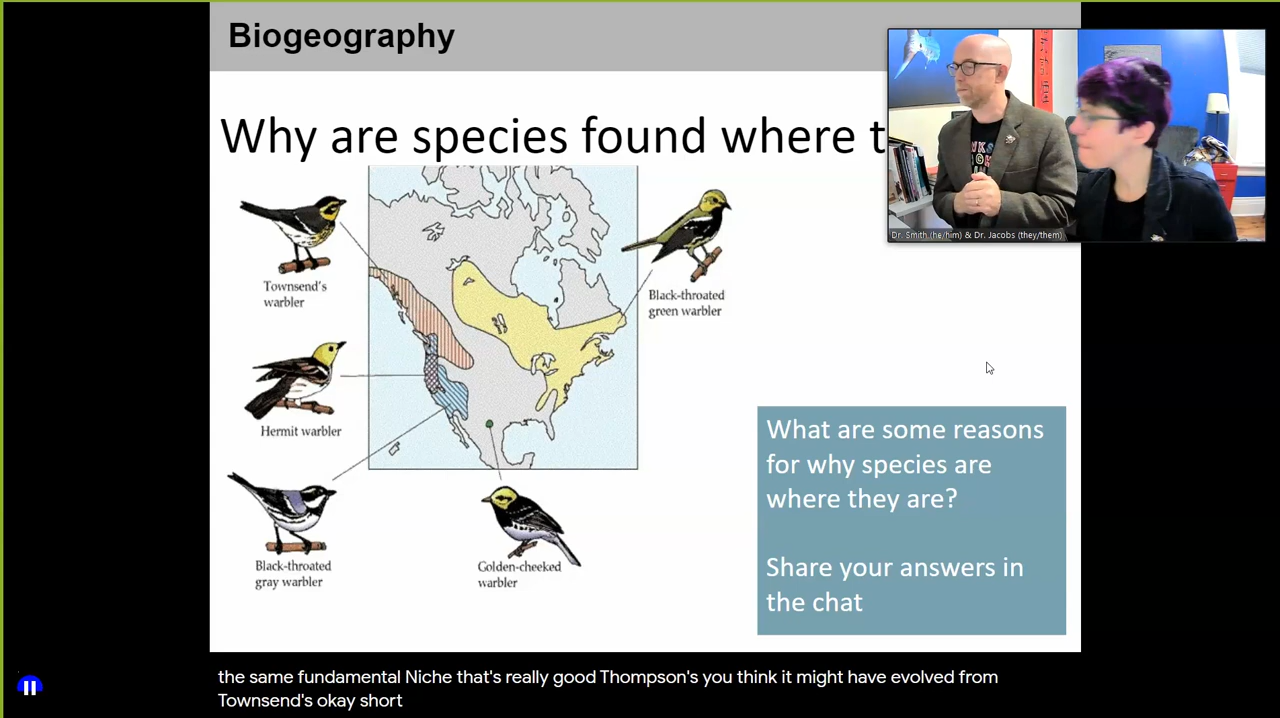 Biogeography
Why are species found where t
Townsend's
warbler
Black-throated
green warbler
Hermit warbler
Black-throated
gray warbler
Golden-cheeked
warbler
What are some reasons
for why species are
where they are?
Share your answers in
the chat
Dr. Smith (he/him) & Dr. Jacobs (they/them)
the same fundamental Niche that's really good Thompson's you think it might have evolved from
Townsend's okay short